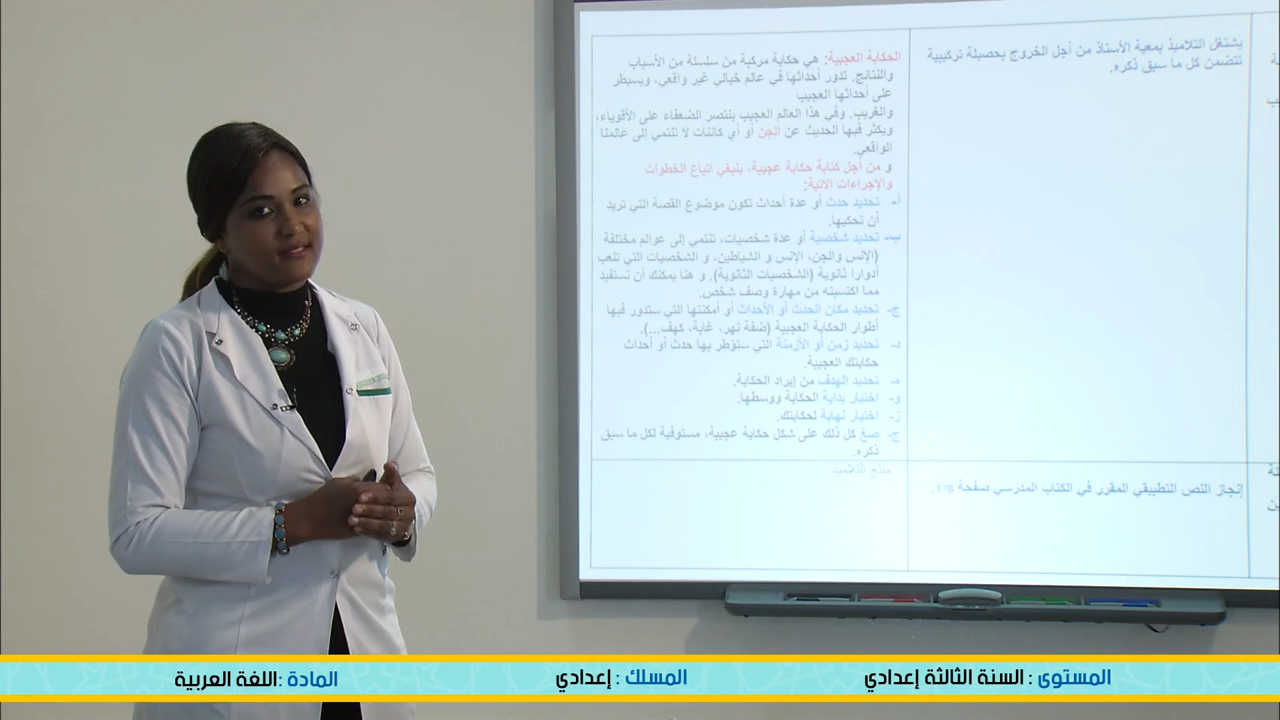 يشتغل التلاميذ بمعية الأستاذ من أجل الخروج بحصيلة تركيبية
تتضمن كل ما سبق ذكره.
إنجاز النص التطبيقي المقرر في الكتاب المدرسي صفحة 178.
الحكاية العجيبة: هي حكاية مركبة من سلسلة من الأسباب
والنتائج. تدور أحداثها في عالم خيالي غير واقعي، ويسيطر
على أحداثها العجيب
والغريب. وفي هذا العالم العجيب ينتصر الضعفاء على الأقوياء،
ويكثر فيها الحديث عن الجن أو أي كائنات لا تنتمي إلى عالمنا
الواقعي.
و من أجل كتابة حكاية عجيبة، ينبغي اتباع الخطوات
والإجراءات الآتية:
أ- تحديد حدث أو عدة أحداث تكون موضوع القصة التي تريد
أن تحكيها.
ب- تحديد شخصية أو عدة شخصيات، تنتمي إلى عوالم مختلفة
(الإنس والجن، الإنس و الشياطين، و الشخصيات التي تلعب
أدوارا ثانوية (الشخصيات الثانوية). و هنا يمكنك أن تستفيد
مما اكتسبته من مهارة وصف شخص.
ج- تحديد مكان الحدث أو الأحداث أو أمكنتها التي ستدور فيها
أطوار الحكاية العجيبة (ضفة نهر، غابة، كهف...).
د- تحديد زمن أو الأزمنة التي ستؤطر بها حدث أو أحداث
حكايتك العجيبة.
ه- تحديد الهدف من إيراد الحكاية.
و- اختيار بداية الحكاية ووسطها.
ز- اختيار نهاية لحكايتك.
ح- صغ كل ذلك على شكل حكاية عجيبة، مستوفية لكل ما سبق
ذكره.
منتج التلاميذ
المستوى : السنة الثالثة إعدادي
المسلك : إعدادي
المادة : اللغة العربية